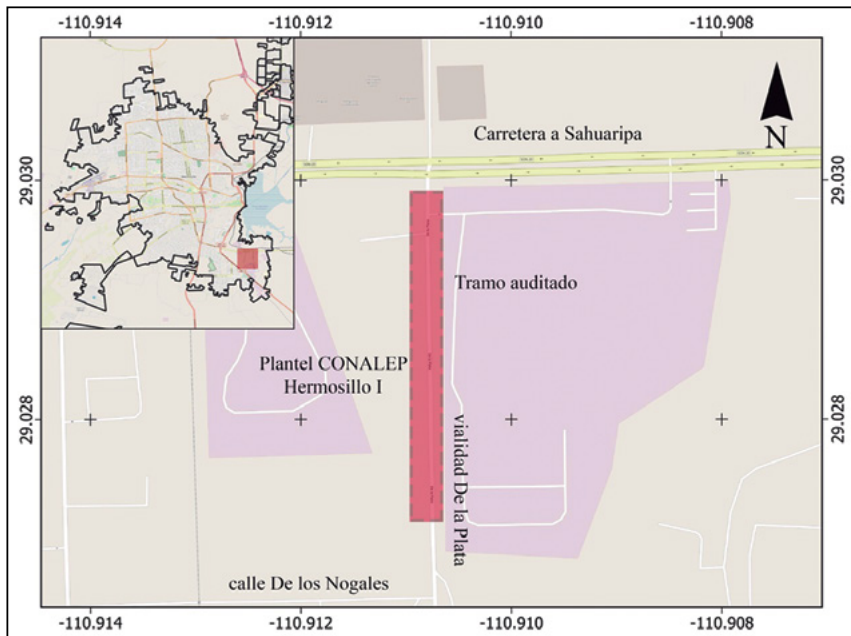 -110.914
-110.912
-110.910
-110.908
Carretera a Sahuaripa
N
29.030
29.030
Tramo auditado
Plantel CONALEP
Hermosillo I
29.028
29.028
vialidad De la Plata
calle De los Nogales
-110.914
-110.912
-110.910
-110.908